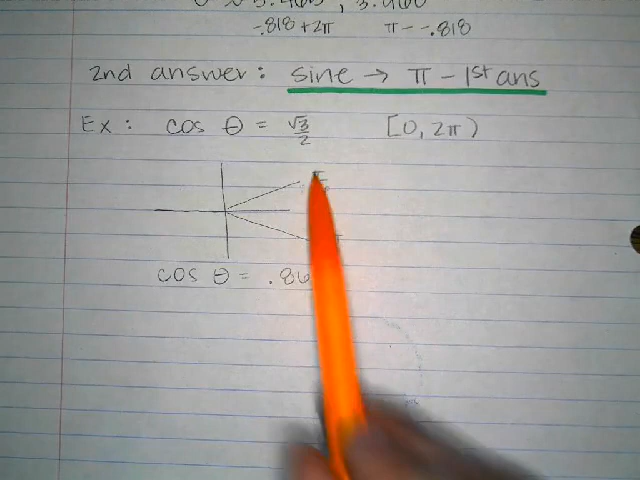 -.818+2π π--.818
2nd answer: sine → π - 1st ans
Ex: cos θ = √3/2 [0, 2π)
cos θ = .86